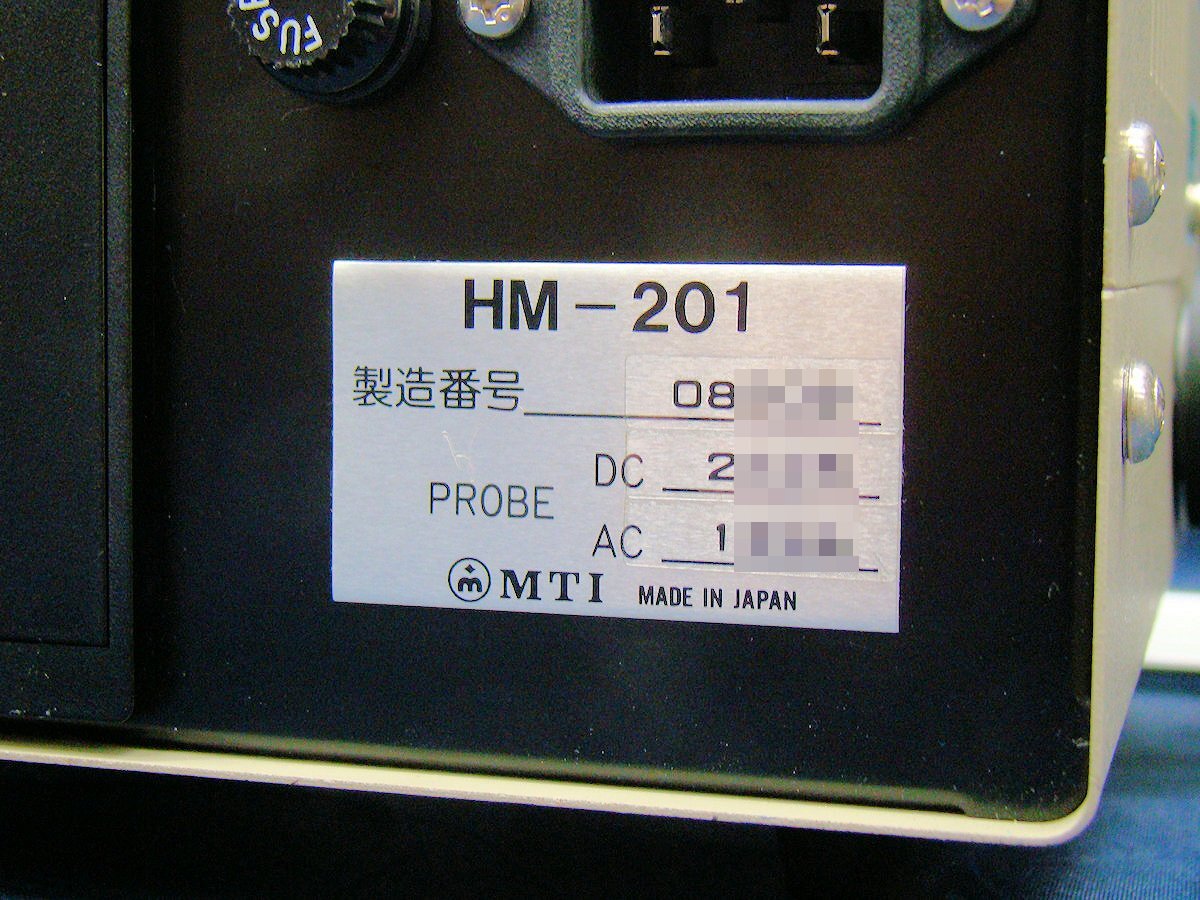 FUSE
HM-201
製造番号 08
DC 2
PROBE
AC 1
m MTI MADE IN JAPAN